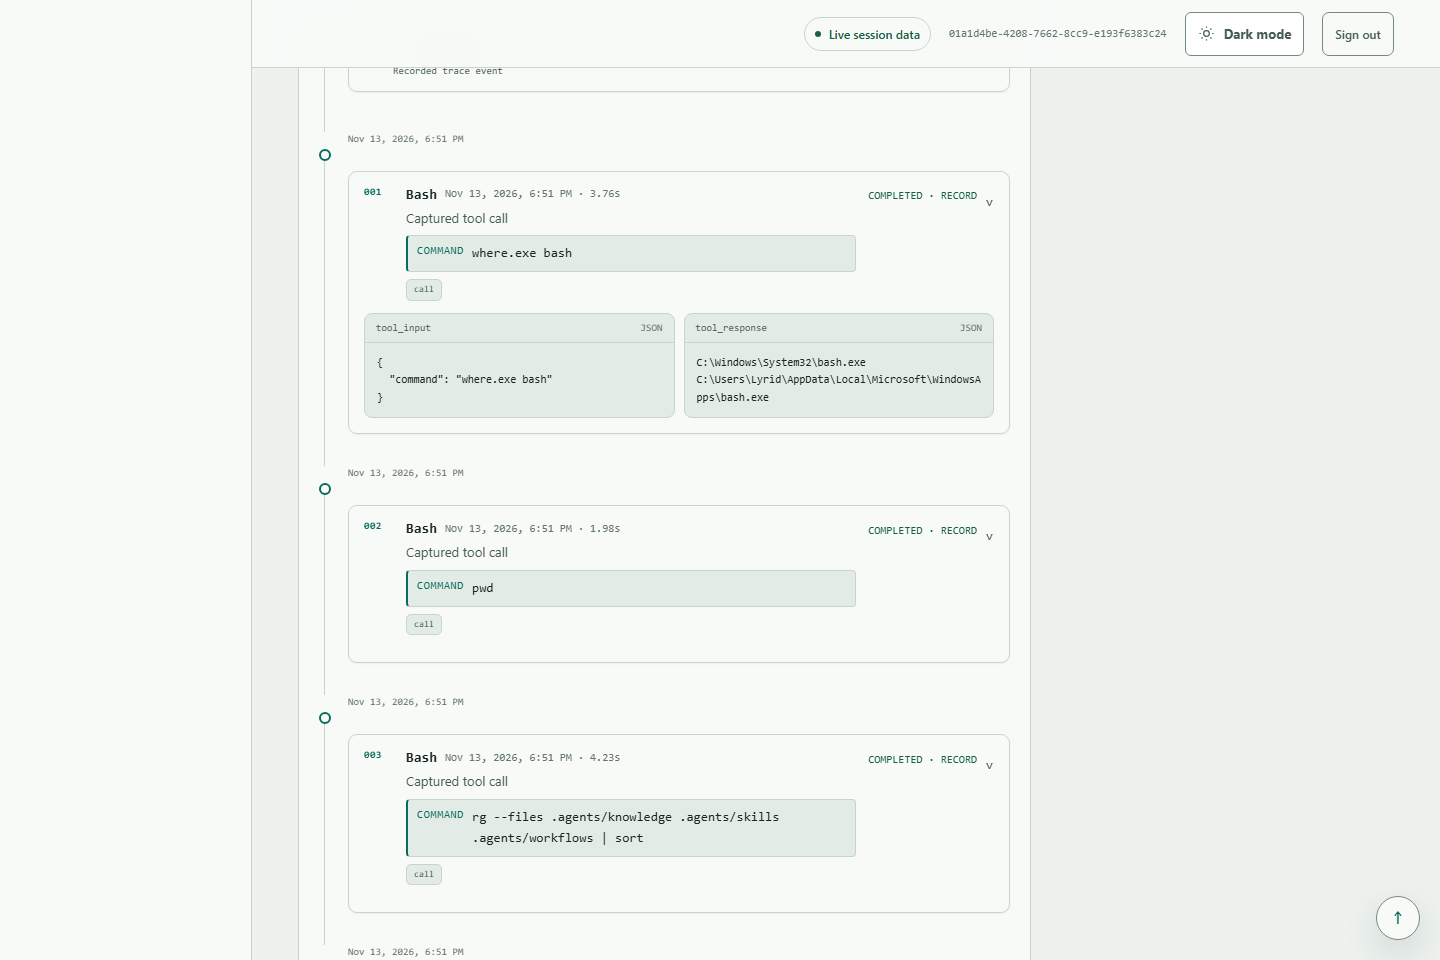 Live session data
01a1d4be-4208-7662-8cc9-e193f6383c24
Dark mode
Sign out
Recorded trace event
Nov 13, 2026, 6:51 PM
001
Bash Nov 13, 2026, 6:51 PM · 3.76s
COMPLETED · RECORD v
Captured tool call
COMMAND where.exe bash
call
tool_input JSON
{
"command": "where.exe bash"
}
tool_response JSON
C:\Windows\System32\bash.exe
C:\Users\Lyrid\AppData\Local\Microsoft\WindowsA
pps\bash.exe
Nov 13, 2026, 6:51 PM
002
Bash Nov 13, 2026, 6:51 PM · 1.98s
COMPLETED · RECORD v
Captured tool call
COMMAND pwd
call
Nov 13, 2026, 6:51 PM
003
Bash Nov 13, 2026, 6:51 PM · 4.23s
COMPLETED · RECORD v
Captured tool call
COMMAND rg --files .agents/knowledge .agents/skills
.agents/workflows | sort
call
Nov 13, 2026, 6:51 PM
↑